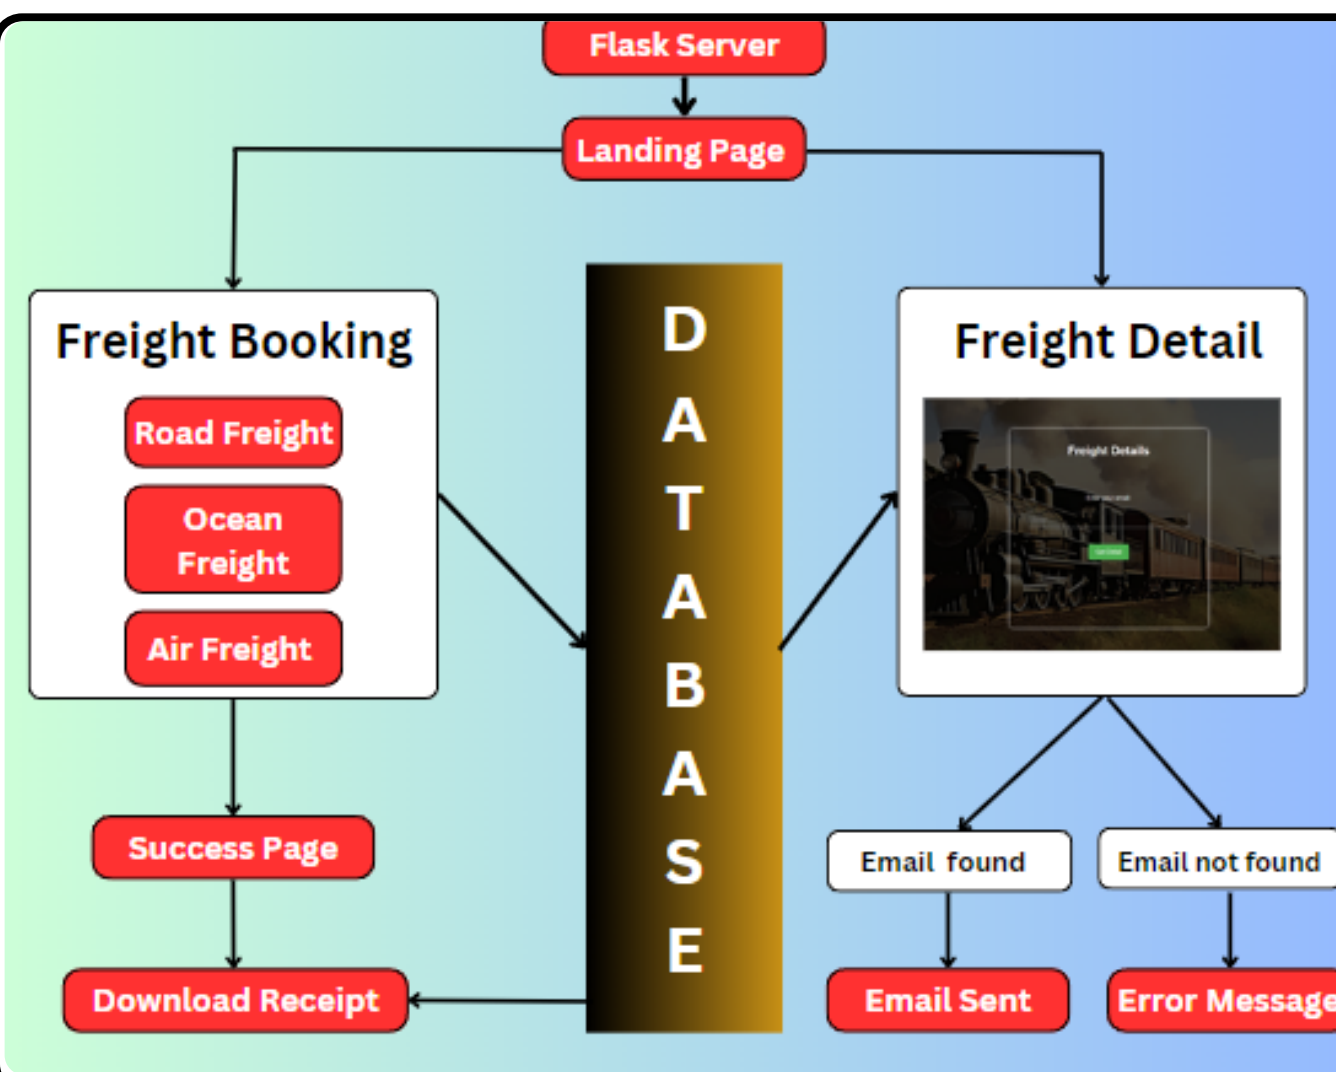 Flask Server
Landing Page
Freight Booking
Road Freight
Ocean
Freight
Air Freight
D
A
T
A
B
A
S
E
Freight Detail
Freight Details
Success Page
Download Receipt
Email found
Email not found
Email Sent
Error Message